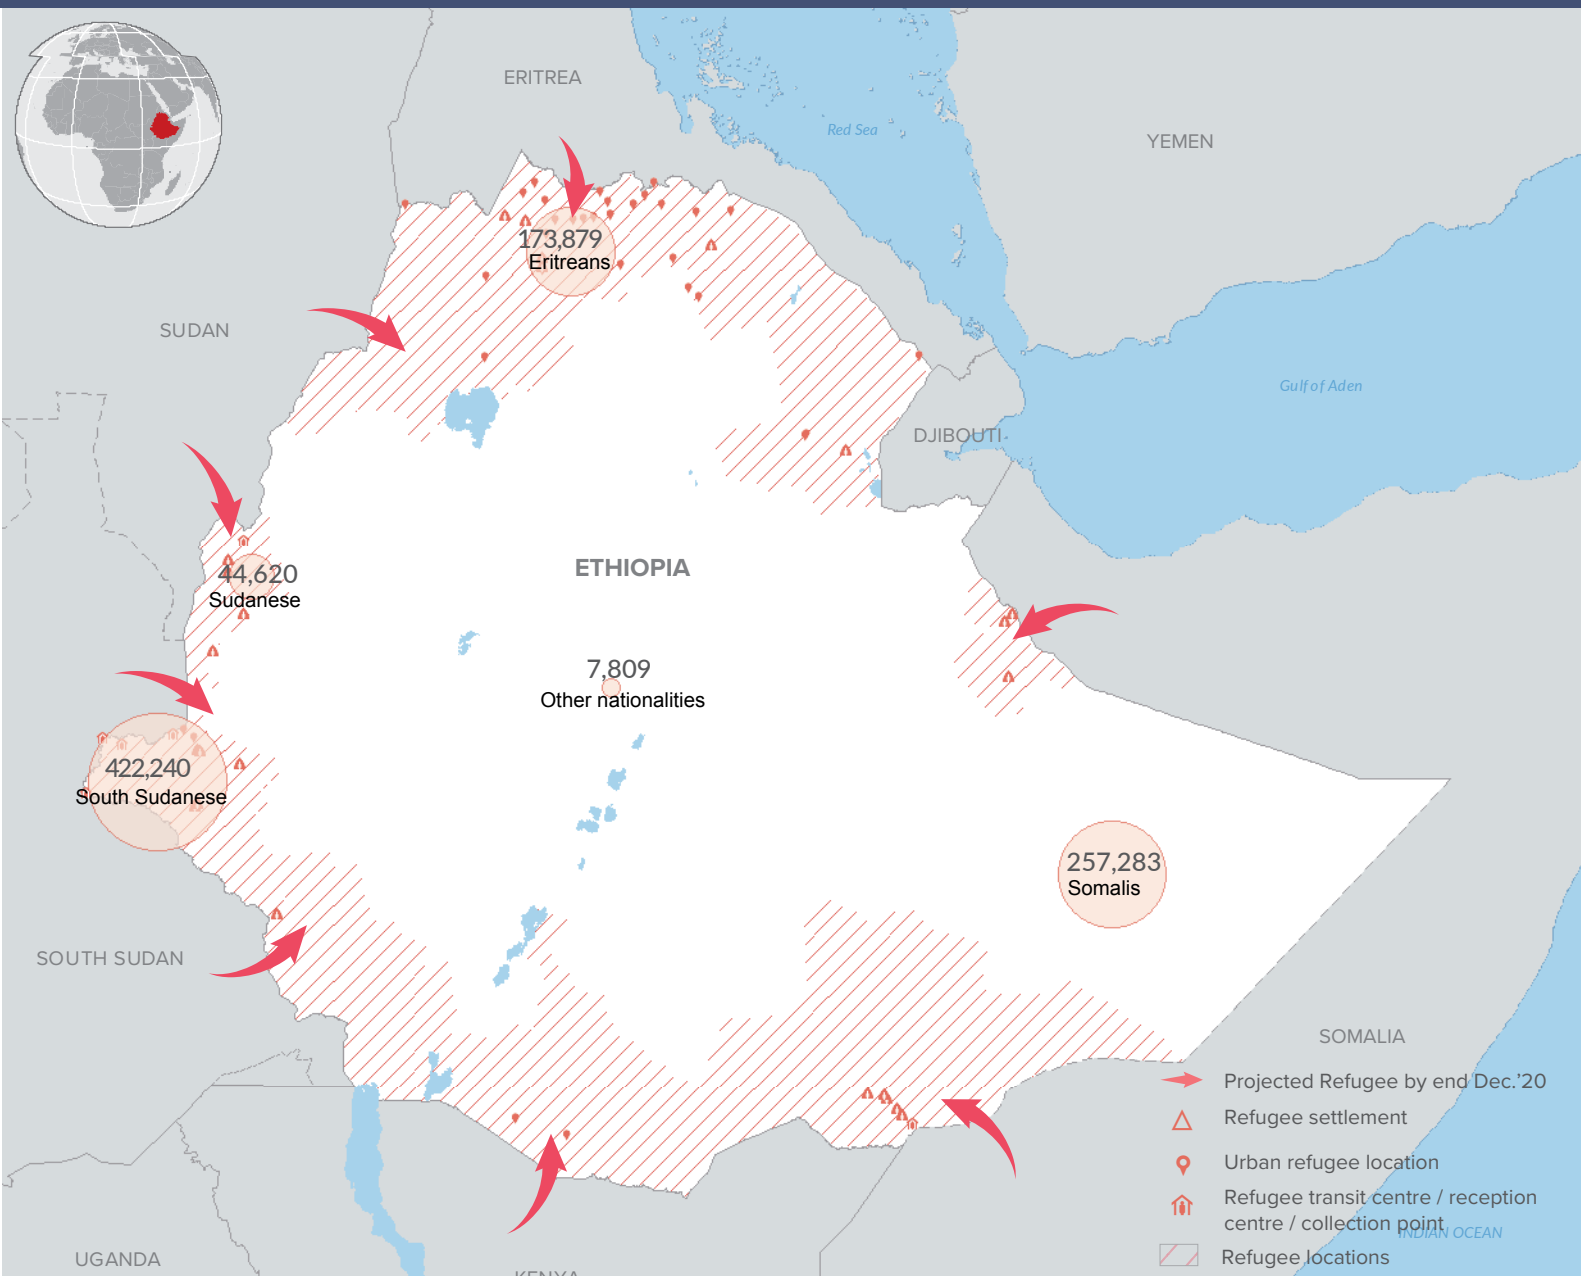 ERITREA
Red Sea
YEMEN
173,879
Eritreans
SUDAN
Gulf of Aden
DJIBOUTI
ETHIOPIA
44,620
Sudanese
7,809
Other nationalities
422,240
South Sudanese
257,283
Somalis
SOUTH SUDAN
SOMALIA
Projected Refugee by end Dec.'20
Refugee settlement
Urban refugee location
Refugee transit centre / reception
centre / collection point
INDIAN OCEAN
Refugee locations
UGANDA
KENYA